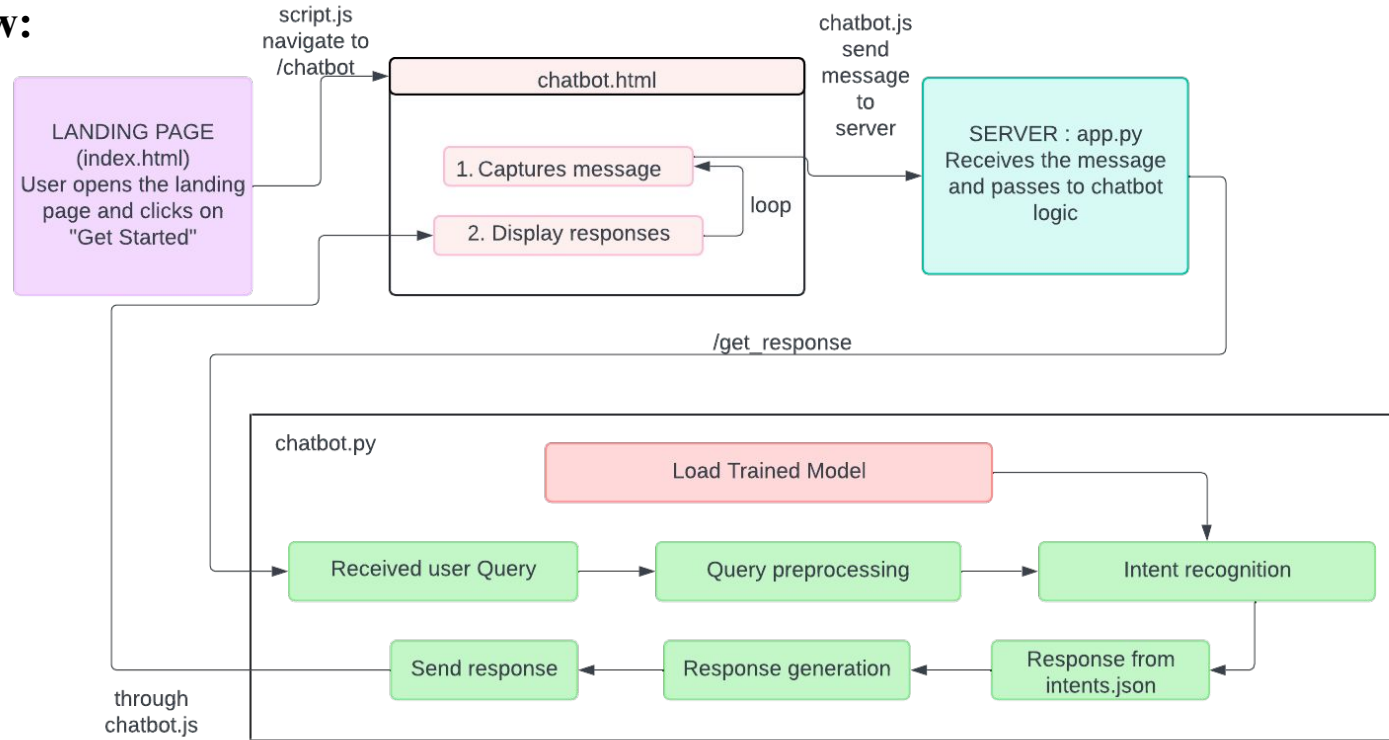 w:
script.js
navigate to
/chatbot
chatbot.js
send
message
to
server
LANDING PAGE
(index.html)
User opens the landing
page and clicks on
"Get Started"
chatbot.html
1. Captures message
loop
2. Display responses
SERVER : app.py
Receives the message
and passes to chatbot
logic
/get_response
chatbot.py
Load Trained Model
Received user Query
Query preprocessing
Intent recognition
Response from
intents.json
Response generation
Send response
through
chatbot.js